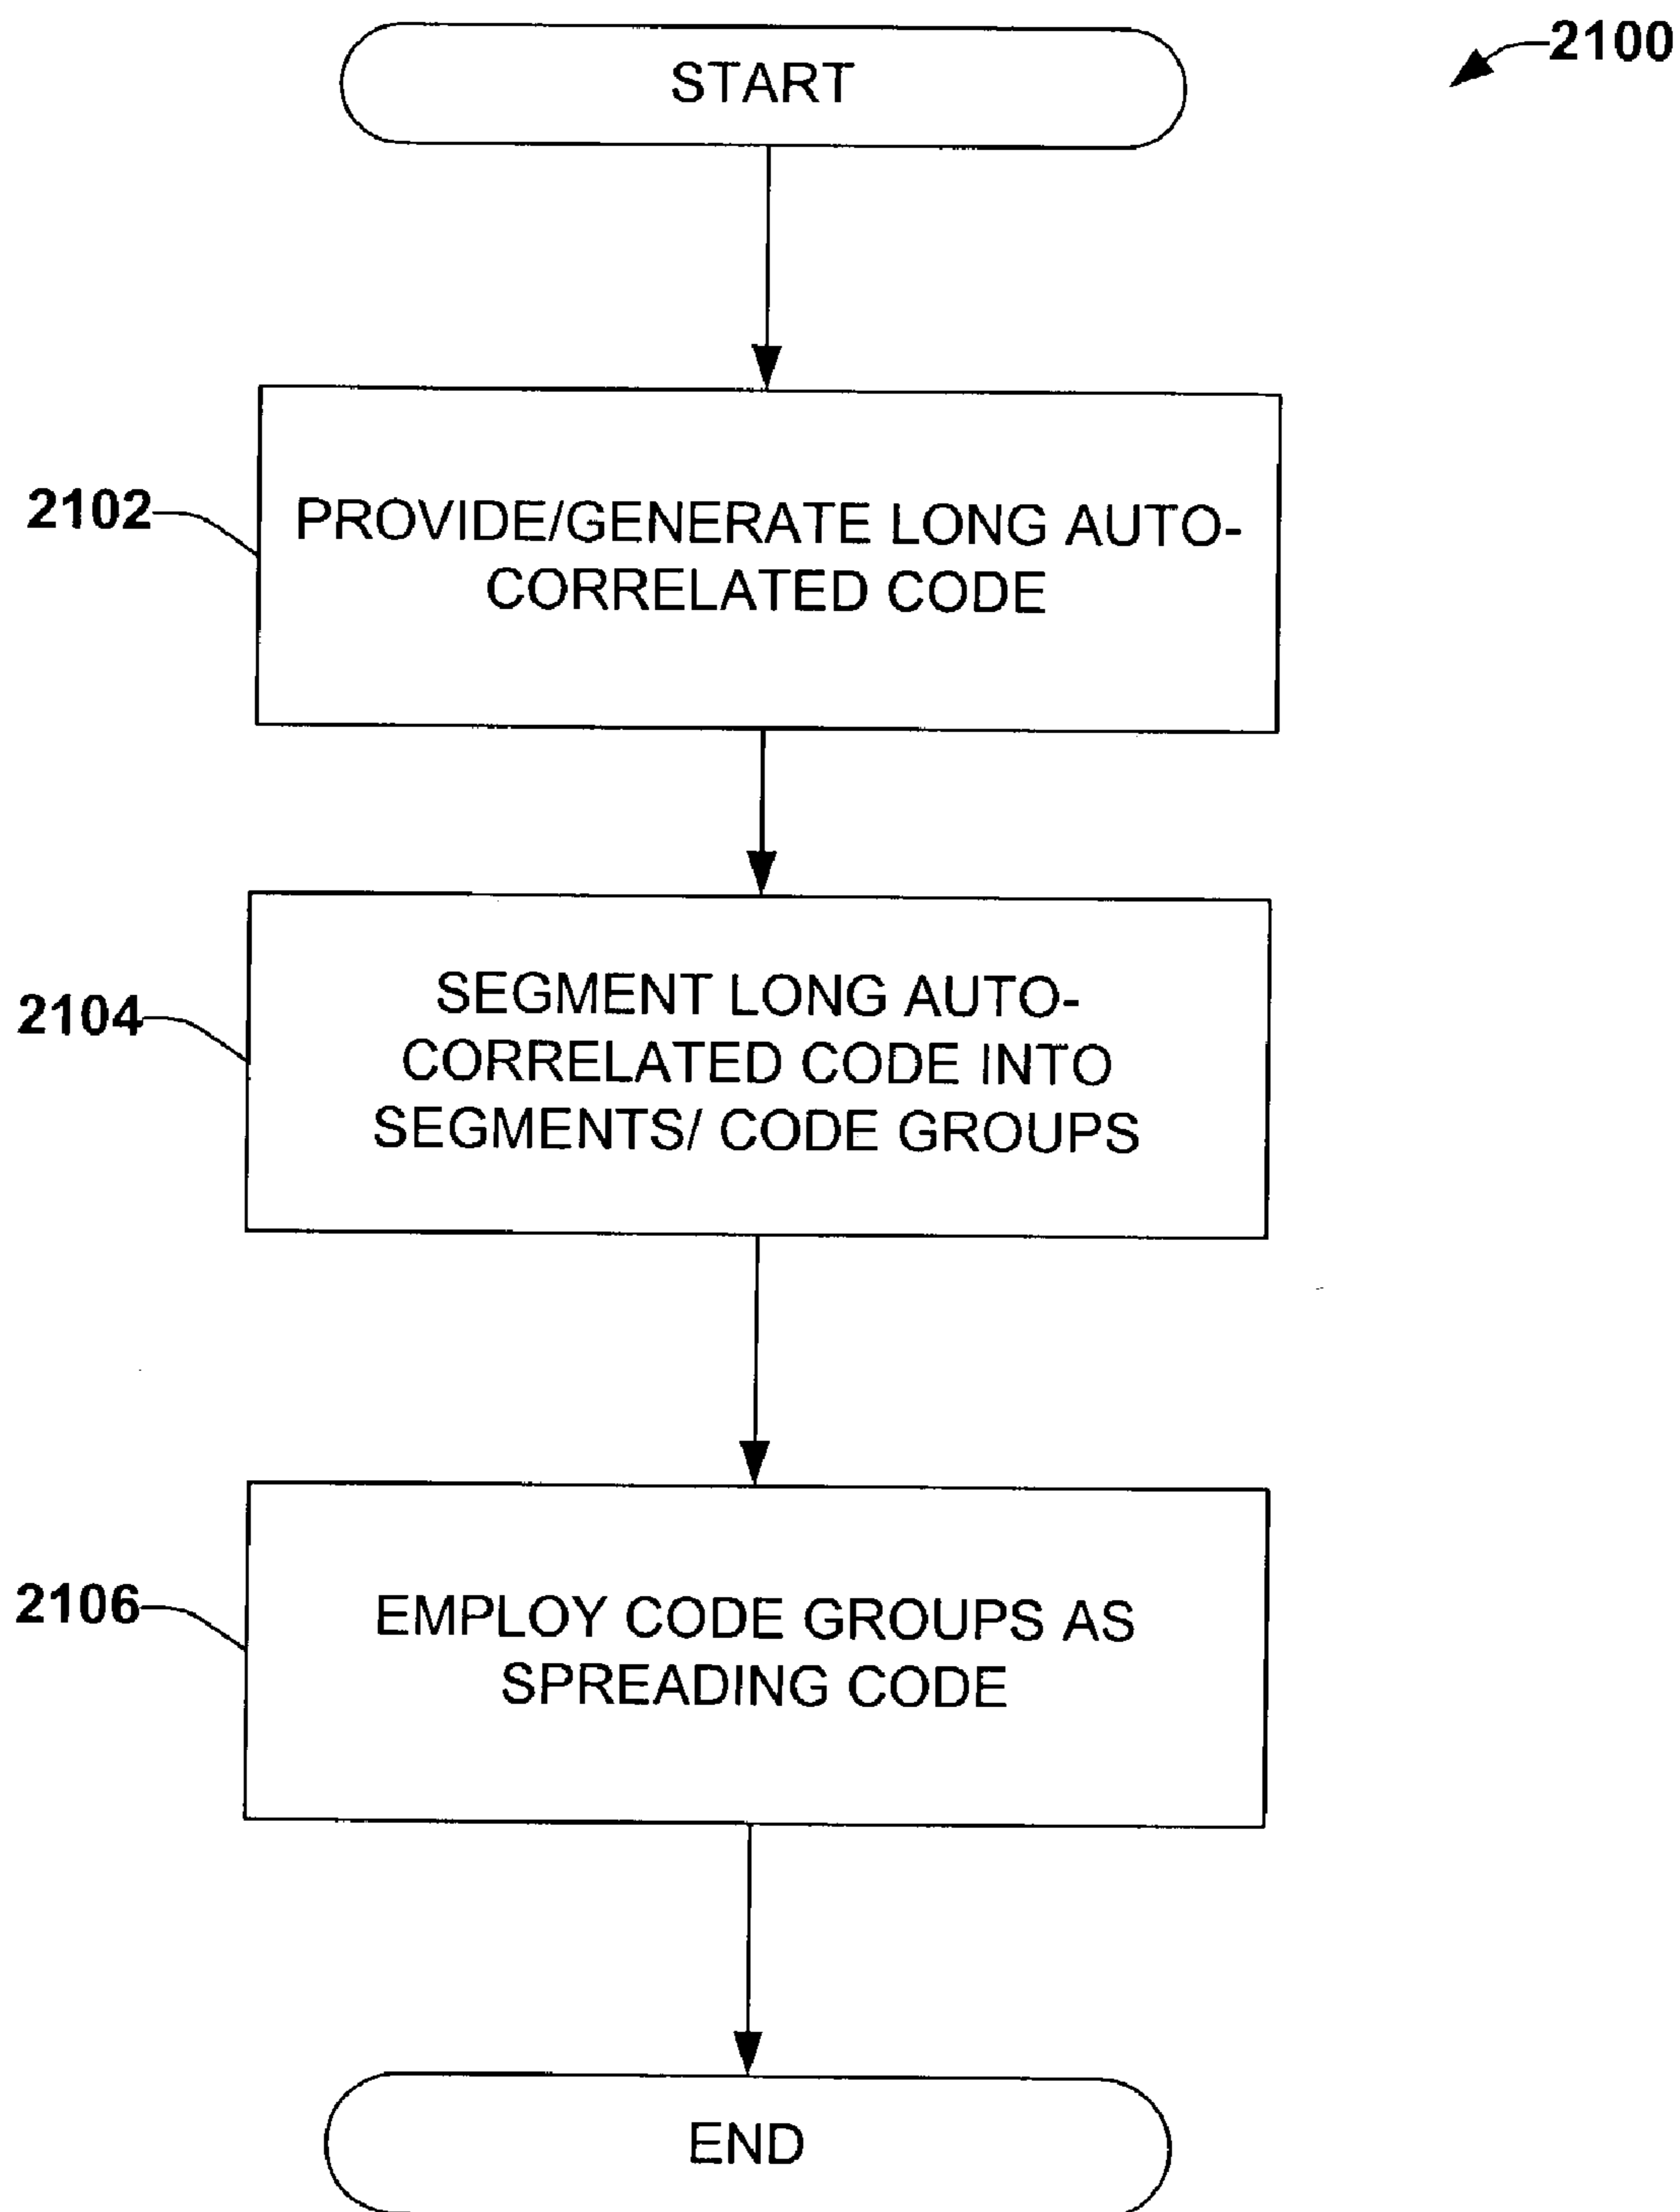 2100
START
2102
PROVIDE/GENERATE LONG AUTO-
CORRELATED CODE
2104
SEGMENT LONG AUTO-
CORRELATED CODE INTO
SEGMENTS/ CODE GROUPS
2106
EMPLOY CODE GROUPS AS
SPREADING CODE
END